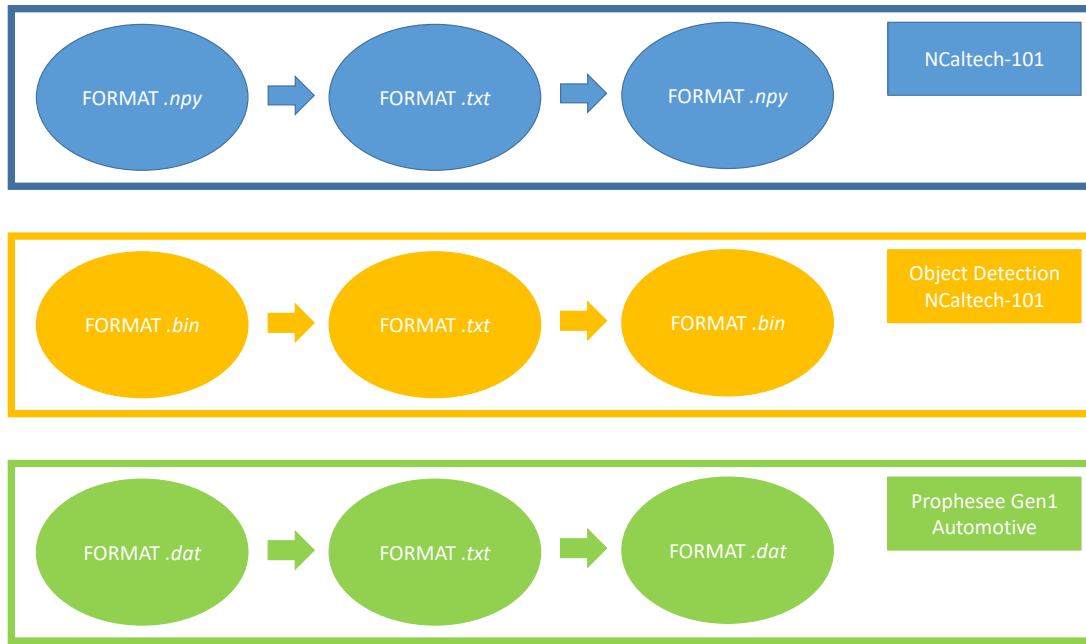 FORMAT .npy
FORMAT .txt
FORMAT .npy
NCaltech-101
FORMAT .bin
FORMAT .txt
FORMAT .bin
Object Detection
NCaltech-101
FORMAT .dat
FORMAT .txt
FORMAT .dat
Prophesee Gen1
Automotive